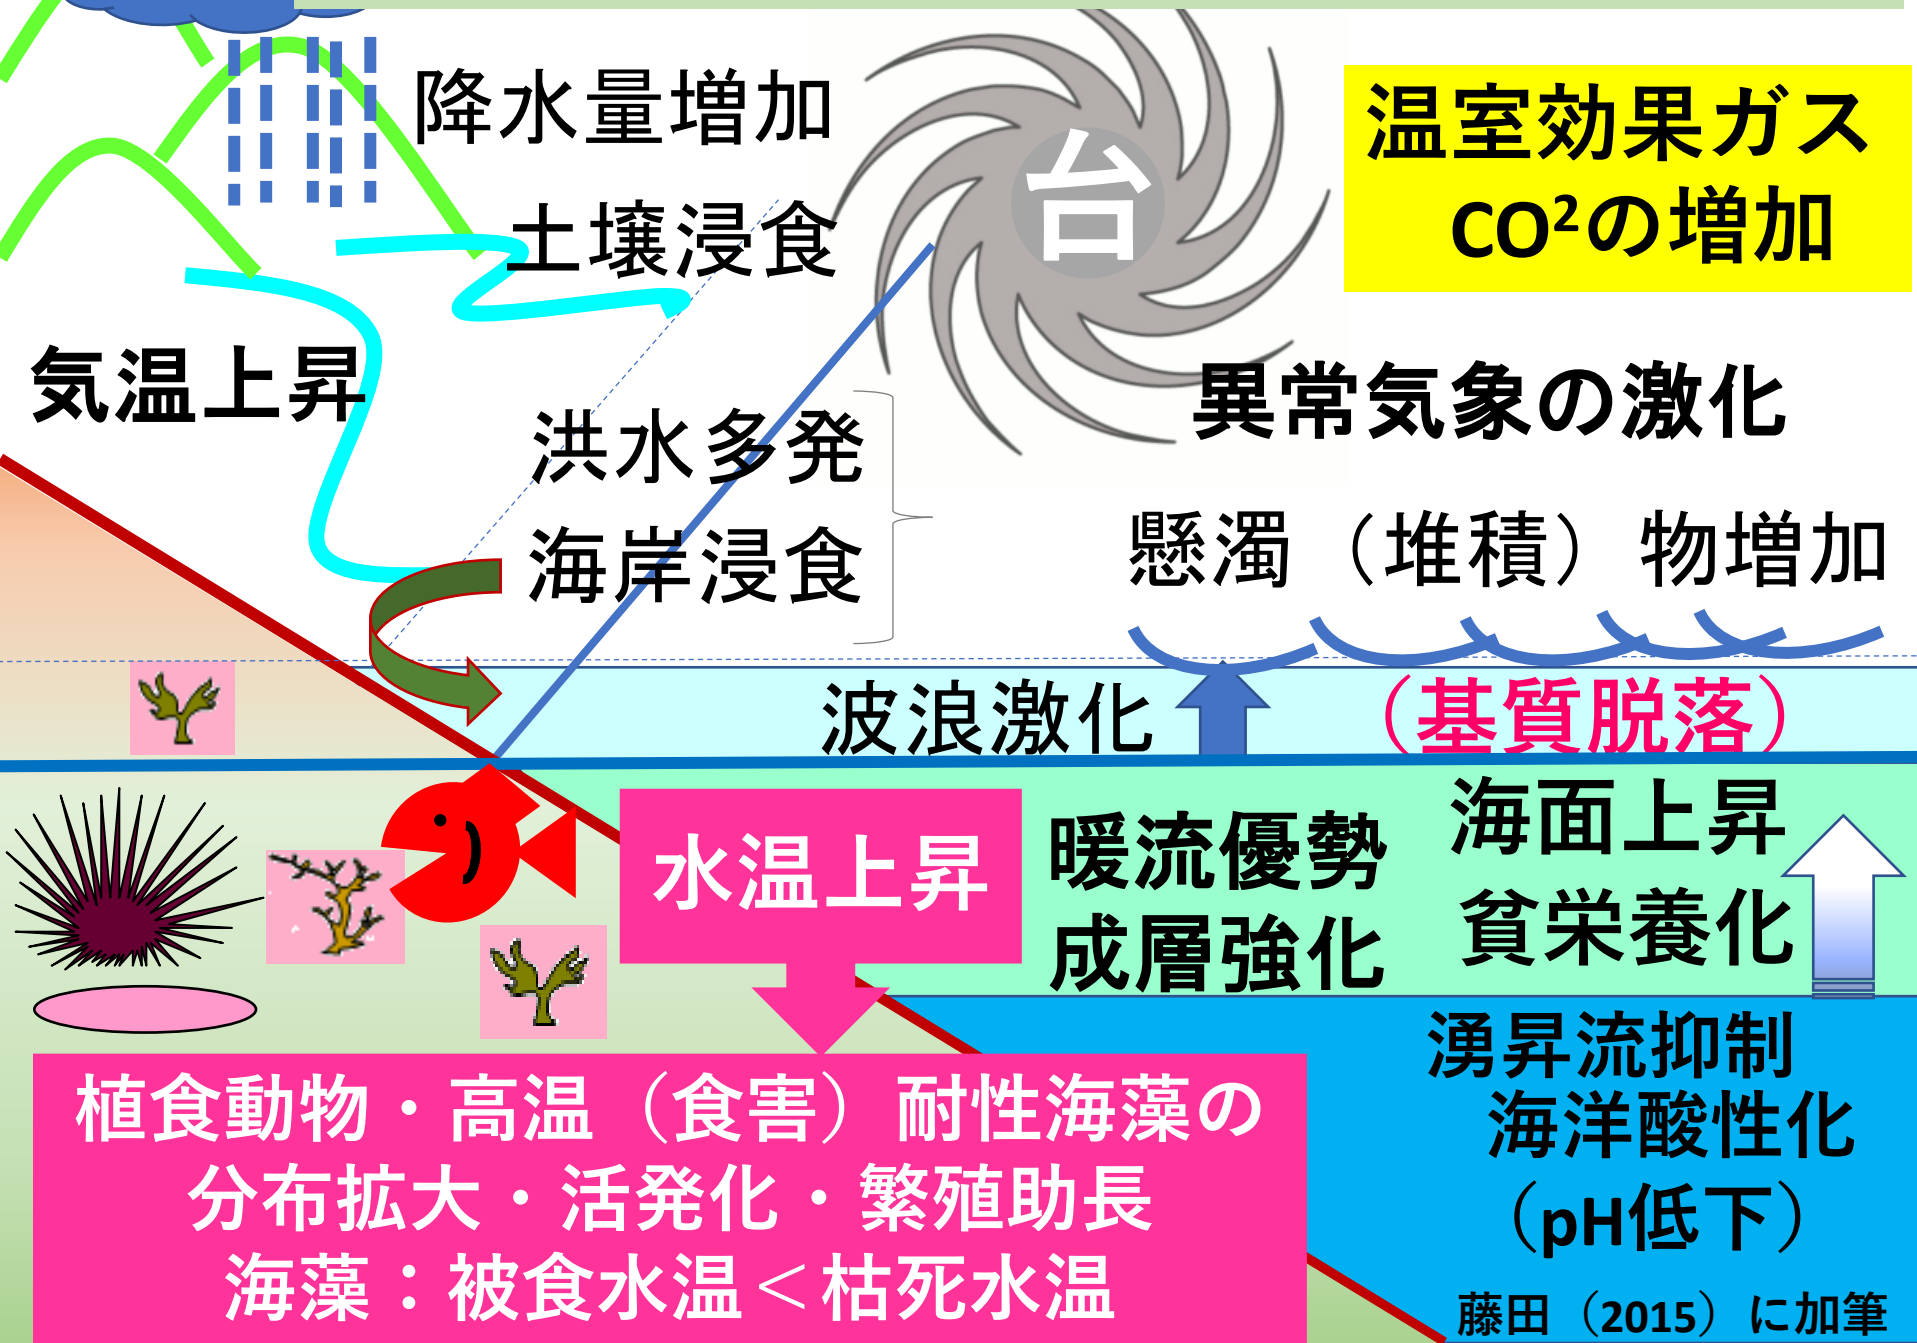 降水量増加
台
温室効果ガス
CO²の増加
土壌浸食
気温上昇
異常気象の激化
洪水多発
海岸浸食
懸濁（堆積）物増加
波浪激化
（基質脱落）
水温上昇
暖流優勢
成層強化
海面上昇
貧栄養化
湧昇流抑制
海洋酸性化
（pH低下）
植食動物・高温（食害）耐性海藻の
分布拡大・活発化・繁殖助長
海藻：被食水温＜枯死水温
藤田（2015）に加筆